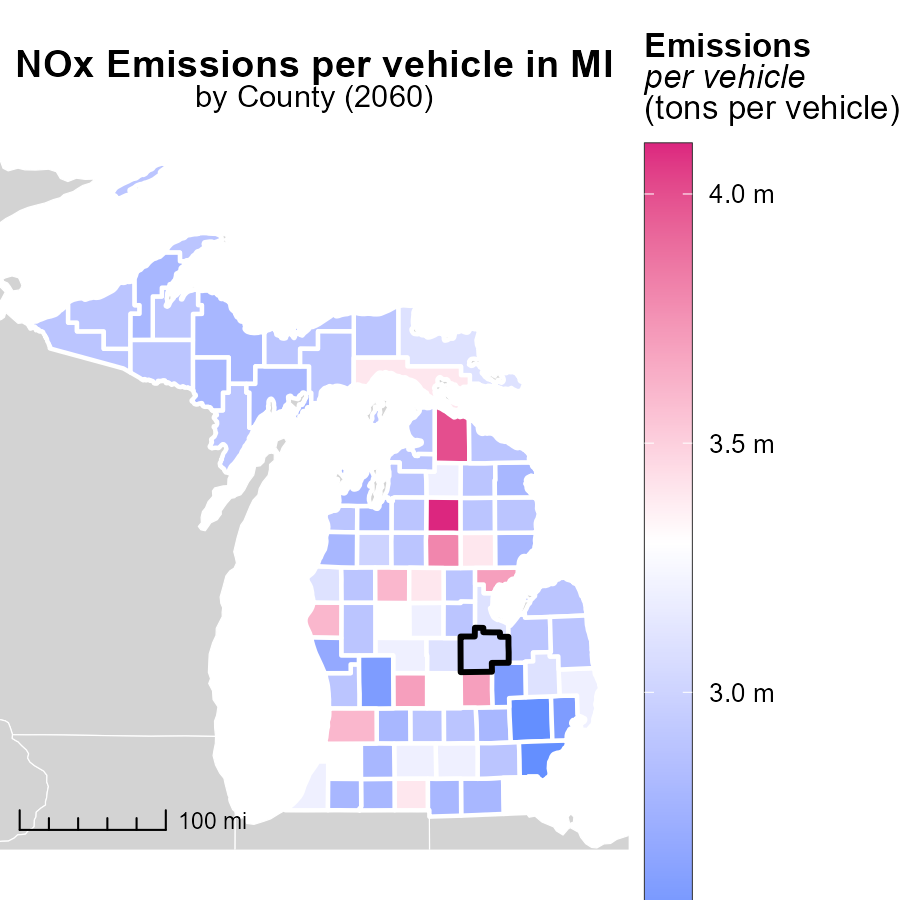 NOx Emissions per vehicle in MI
by County (2060)
Emissions
per vehicle
(tons per vehicle)
4.0 m
3.5 m
3.0 m
100 mi